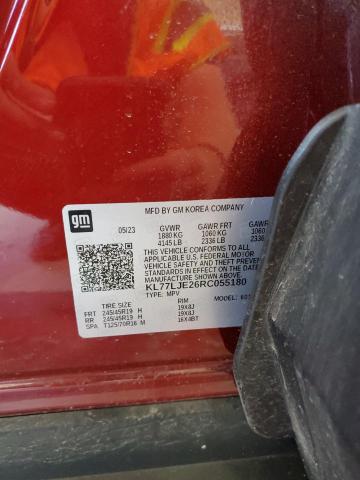 gm
MFD BY GM KOREA COMPANY
05/23 GVWR GAWR FRT GAWR
1880 KG 1060 KG 1060
4145 LB 2336 LB 2336
THIS VEHICLE CONFORMS TO ALL
APPLICABLE U.S. FEDERAL MOTOR
VEHICLE SAFETY AND THEFT PREVENT
STANDARDS IN EFFECT ON THE DATE O
MANUFACTURE SHOWN ABOVE.
KL77LJE26RC055180
TYPE: MPV MODEL:
TIRE SIZE RIM
FRT 245/45R19 H 19X8J
RR 245/45R19 H 19X8J
SPA T125/70R16 M 16X4BT